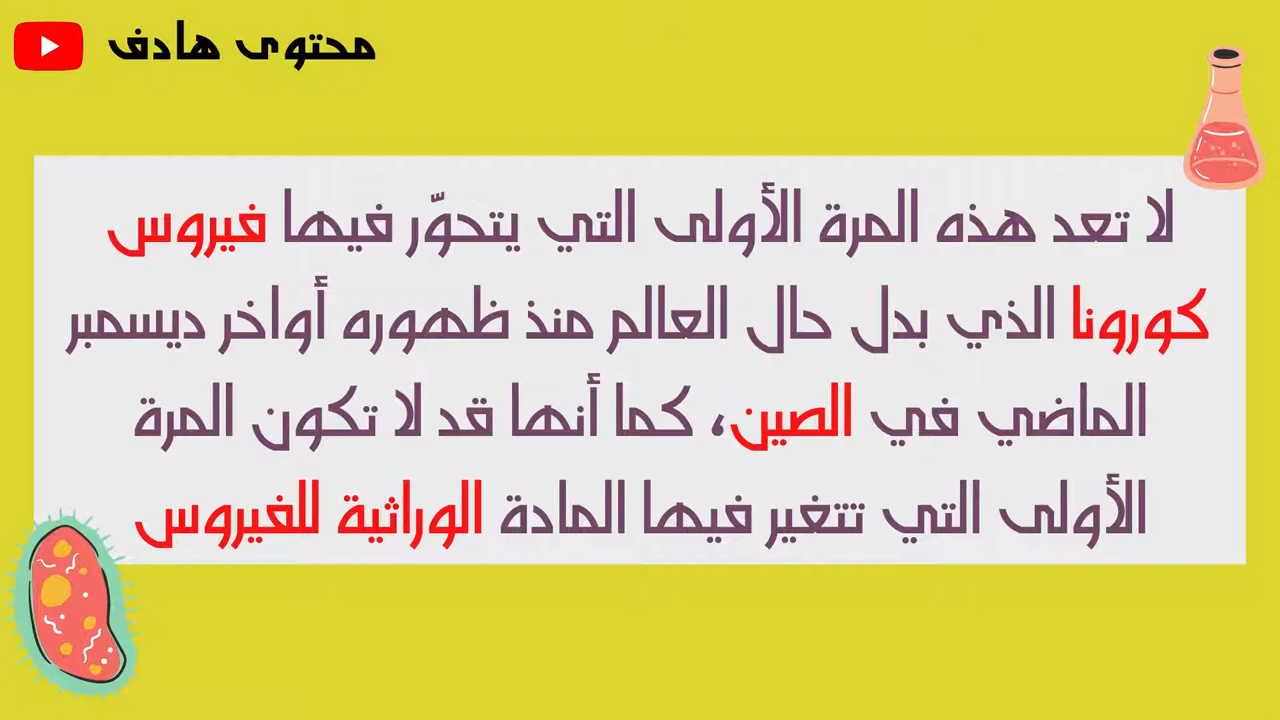 محتوى هادف
لا تعد هذه المرة الأولى التي يتحوّر فيها فيروس
كورونا الذي بدل حال العالم منذ ظهوره أواخر ديسمبر
الماضي في الصين، كما أنها قد لا تكون المرة
الأولى التي تتغير فيها المادة الوراثية للفيروس